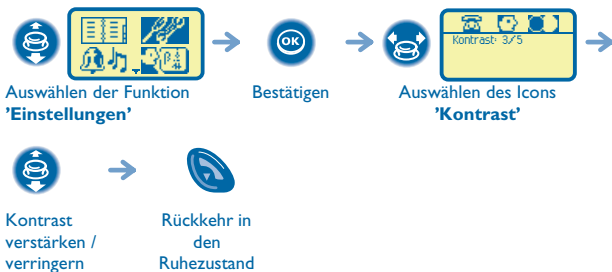 OK
Kontrast: 3/5
Auswählen der Funktion
'Einstellungen'
Bestätigen
Auswählen des Icons
'Kontrast'
Kontrast
verstärken /
verringern
Rückkehr in
den
Ruhezustand